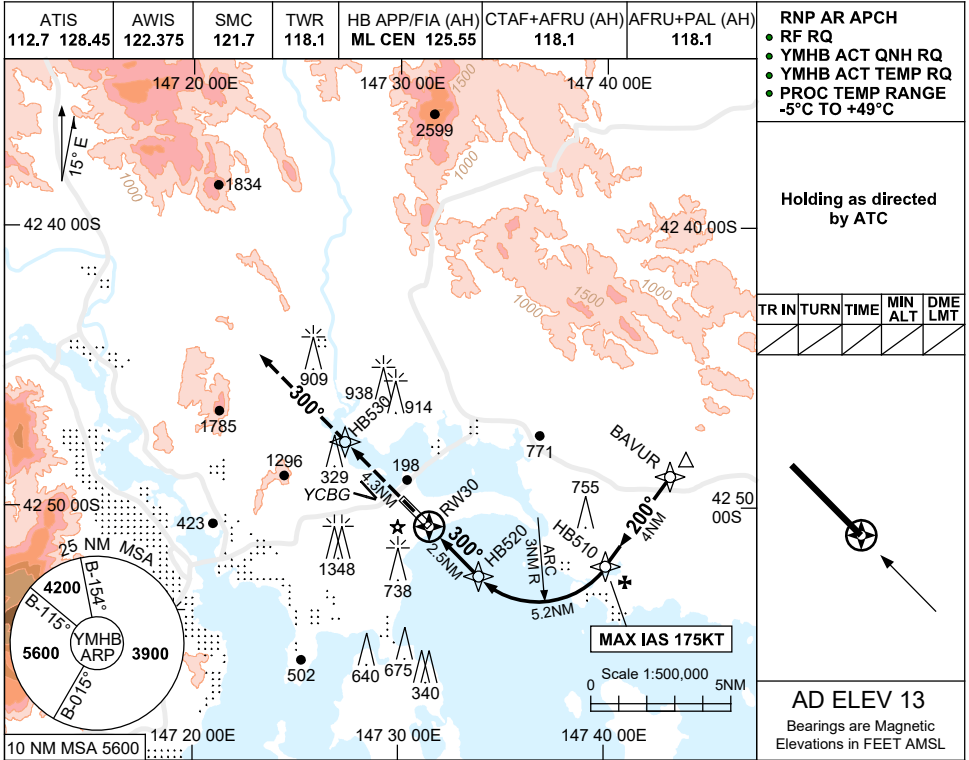 ATIS
112.7 128.45
AWIS
122.375
SMC
121.7
TWR
118.1
HB APP/FIA (AH)
ML CEN 125.55
CTAF+AFRU (AH)
118.1
AFRU+PAL (AH)
118.1
RNP AR APCH
RF RQ
YMHB ACT QNH RQ
YMHB ACT TEMP RQ
PROC TEMP RANGE
-5°C TO +49°C
Holding as directed
by ATC
TR IN
TURN
TIME
MIN
ALT
DME
LMT
147 20 00E
147 30 00E
147 40 00E
15° E
1000
1834
1500
2599
1000
42 40 00S
42 40 00S
1000
1500
1000
909
938
914
300°
HB530
1785
329
4.3NM
YCBG
1296
198
RW30
771
BAVUR
200°
4NM
755
42 50 00S
42 50
00S
423
1348
738
300°
2.5NM
HB520
ARC
3NM R
HB510
5.2NM
MAX IAS 175KT
25 NM MSA
4200
B-154°
B-115°
YMHB
ARP
5600
3900
B-015°
10 NM MSA 5600
502
640
675
340
Scale 1:500,000
0
5NM
147 20 00E
147 30 00E
147 40 00E
AD ELEV 13
Bearings are Magnetic
Elevations in FEET AMSL